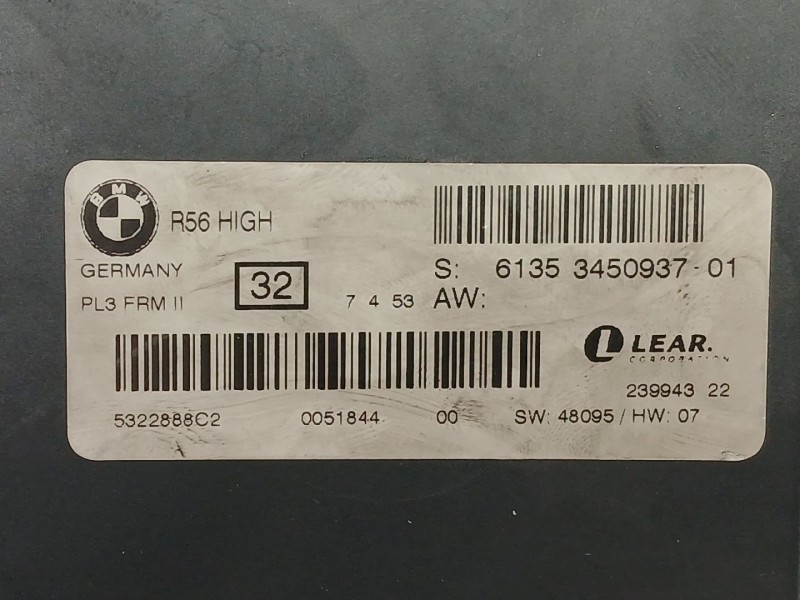 BMW
R56 HIGH
GERMANY
PL3 FRM II
32
7 4 53
S: 6135 3450937-01
AW:
LEAR.
CORPORATION
239943 22
5322888C2 0051844 00 SW: 48095 / HW: 07